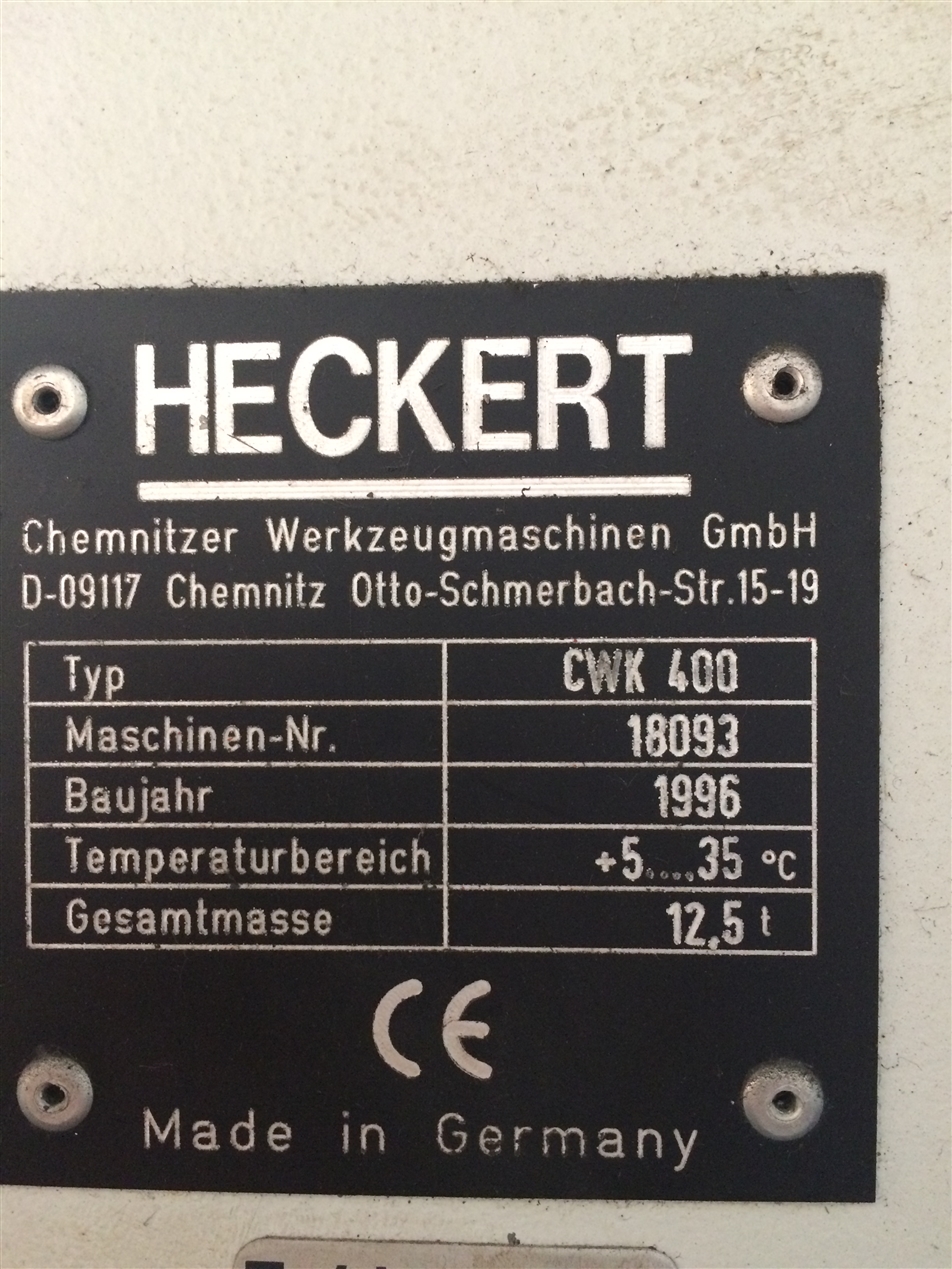 HECKERT
Chemnitzer Werkzeugmaschinen GmbH
D-09117 Chemnitz Otto-Schmerbach-Str.15-19
Typ CWK 400
Maschinen-Nr. 18093
Baujahr 1996
Temperaturbereich +5....35 °C
Gesamtmasse 12,5 t
CE
Made in Germany